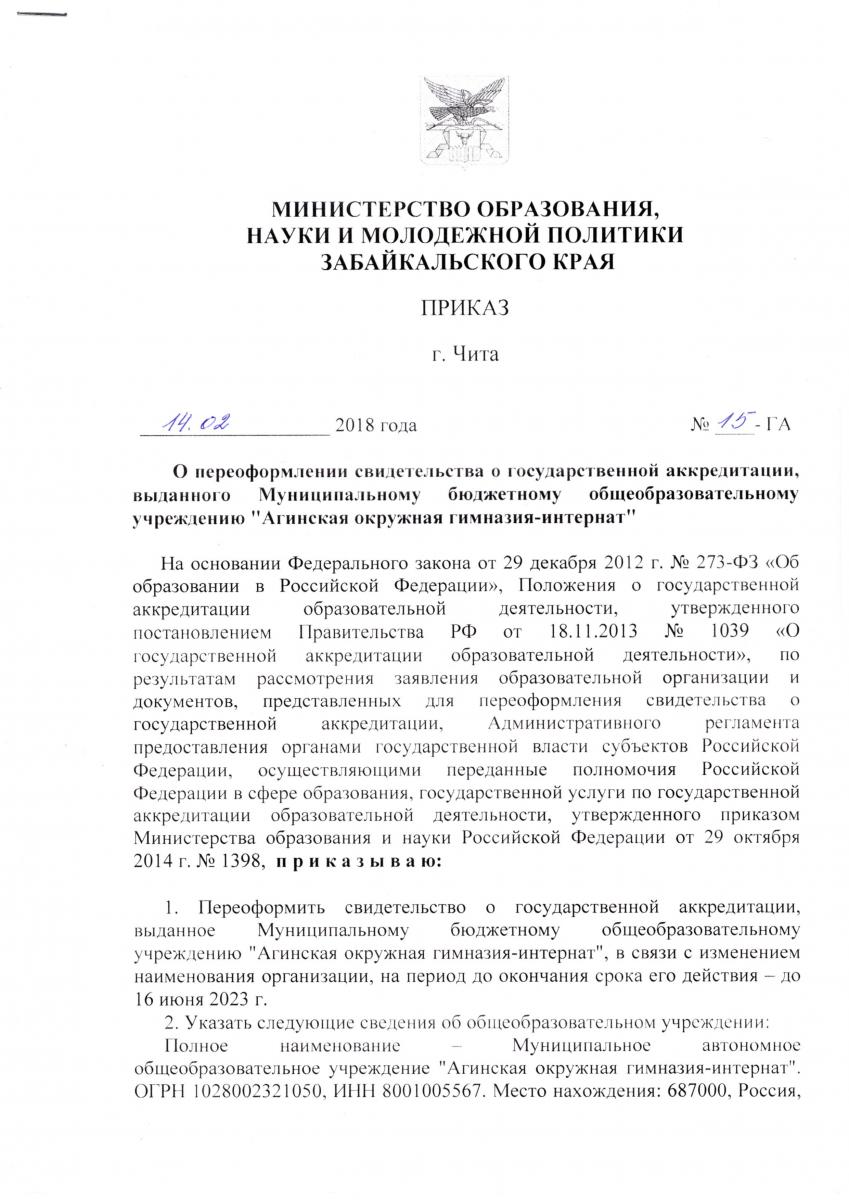 МИНИСТЕРСТВО ОБРАЗОВАНИЯ,
НАУКИ И МОЛОДЕЖНОЙ ПОЛИТИКИ
ЗАБАЙКАЛЬСКОГО КРАЯ
ПРИКАЗ
г. Чита
14.02 2018 года № 15 - ГА
О переоформлении свидетельства о государственной аккредитации,
выданного Муниципальному бюджетному общеобразовательному
учреждению "Агинская окружная гимназия-интернат"
На основании Федерального закона от 29 декабря 2012 г. № 273-ФЗ «Об
образовании в Российской Федерации», Положения о государственной
аккредитации образовательной деятельности, утвержденного
постановлением Правительства РФ от 18.11.2013 № 1039 «О
государственной аккредитации образовательной деятельности», по
результатам рассмотрения заявления образовательной организации и
документов, представленных для переоформления свидетельства о
государственной аккредитации, Административного регламента
предоставления органами государственной власти субъектов Российской
Федерации, осуществляющими переданные полномочия Российской
Федерации в сфере образования, государственной услуги по государственной
аккредитации образовательной деятельности, утвержденного приказом
Министерства образования и науки Российской Федерации от 29 октября
2014 г. № 1398, п р и к а з ы в а ю:
1. Переоформить свидетельство о государственной аккредитации,
выданное Муниципальному бюджетному общеобразовательному
учреждению "Агинская окружная гимназия-интернат", в связи с изменением
наименования организации, на период до окончания срока его действия – до
16 июня 2023 г.
2. Указать следующие сведения об общеобразовательном учреждении:
Полное наименование – Муниципальное автономное
общеобразовательное учреждение "Агинская окружная гимназия-интернат".
ОГРН 1028002321050, ИНН 8001005567. Место нахождения: 687000, Россия,